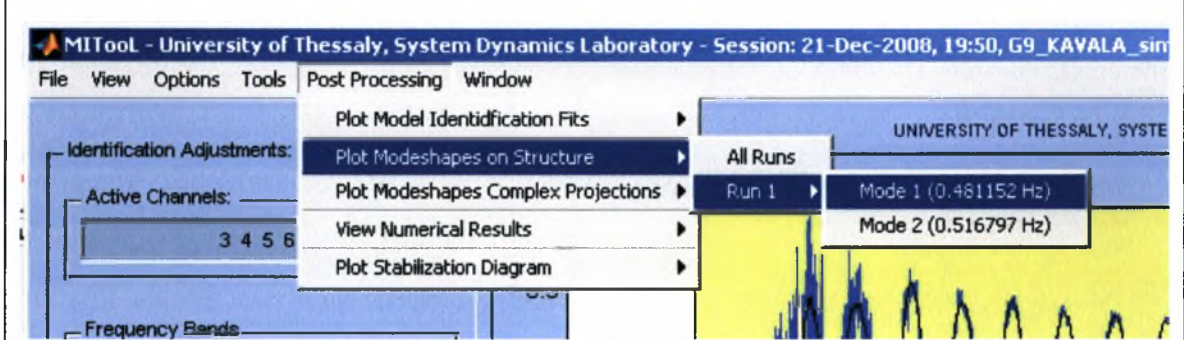 MITooL - University of Thessaly, System Dynamics Laboratory - Session: 21-Dec-2008, 19:50, G9_KAVALA_sim
File View Options Tools Post Processing Window
Plot Model Identidfication Fits
UNIVERSITY OF THESSALY, SYSTE
Identification Adjustments:
Plot Modeshapes on Structure
All Runs
Active Channels:
Plot Modeshapes Complex Projections
Run 1
Mode 1 (0.481152 Hz)
3 4 5 6
View Numerical Results
Mode 2 (0.516797 Hz)
Plot Stabilization Diagram
Frequency Bands